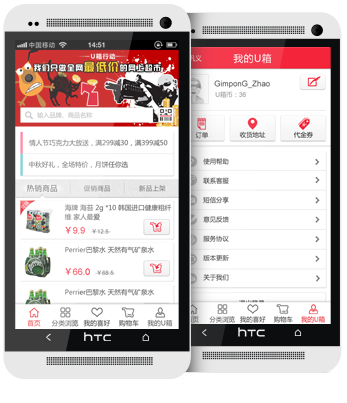 中国移动 14:51
U箱行动
我们只做全网最低价的网上超市
输入品牌、商品名称
情人节巧克力大放送，满299减30，满399减50
中秋好礼，全场特价，月饼任你选
热销商品 促销商品 新品上架
海牌 海苔 2g *10 韩国进口健康粗纤
维 家人最爱
￥9.9 ￥12.5
Perrier巴黎水 天然有气矿泉水
￥66.0 ￥68.5
Perrier巴黎水 天然有气矿泉水
首页 分类浏览 我的喜好 购物车 我的U箱
hTC
我的U箱
GimponG_Zhao
U箱币：36
订单 收货地址 代金券
使用帮助
联系客服
短信分享
意见反馈
服务协议
版本更新
关于我们
分类浏览 我的喜好 购物车 我的U箱
hTC